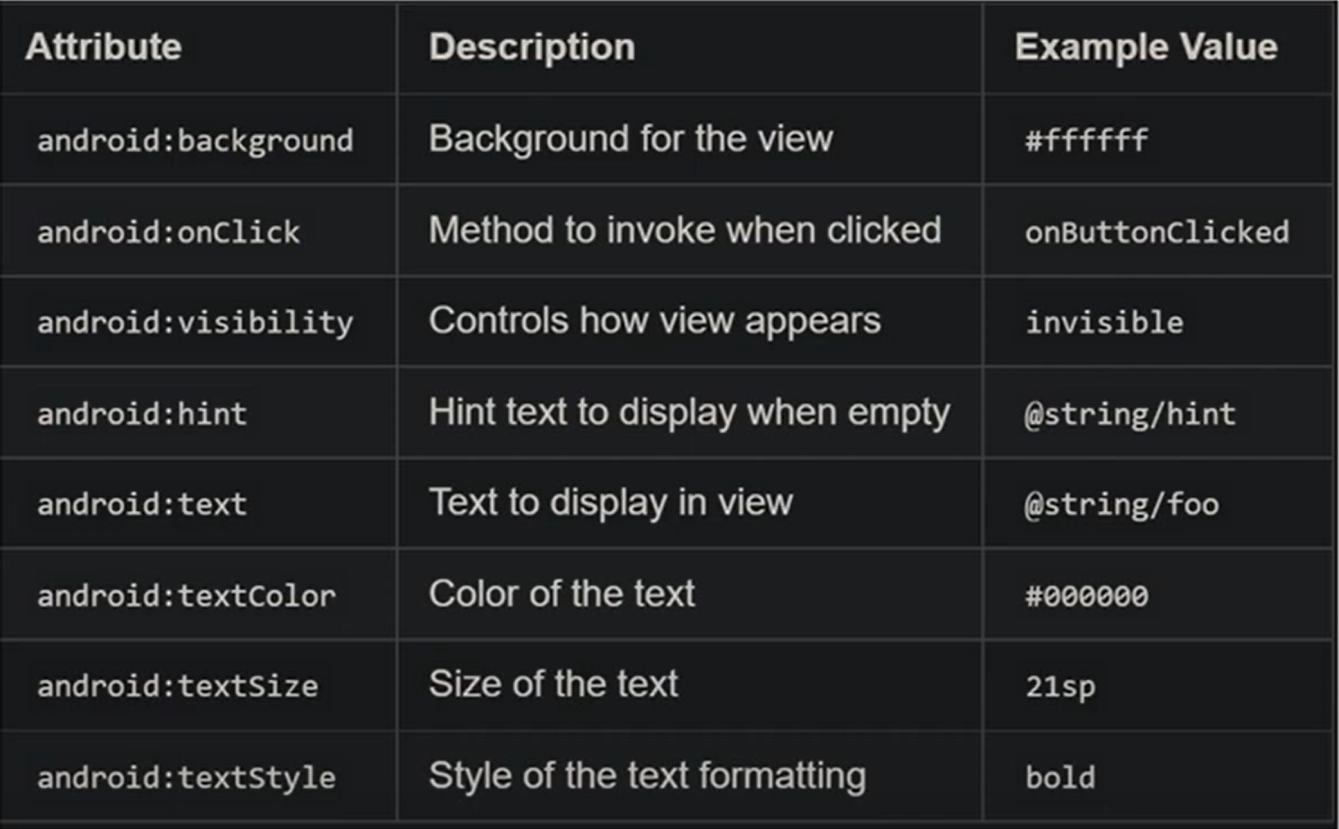 Attribute Description Example Value
android:background Background for the view #ffffff
android:onClick Method to invoke when clicked onButtonClicked
android:visibility Controls how view appears invisible
android:hint Hint text to display when empty @string/hint
android:text Text to display in view @string/foo
android:textColor Color of the text #000000
android:textSize Size of the text 21sp
android:textStyle Style of the text formatting bold